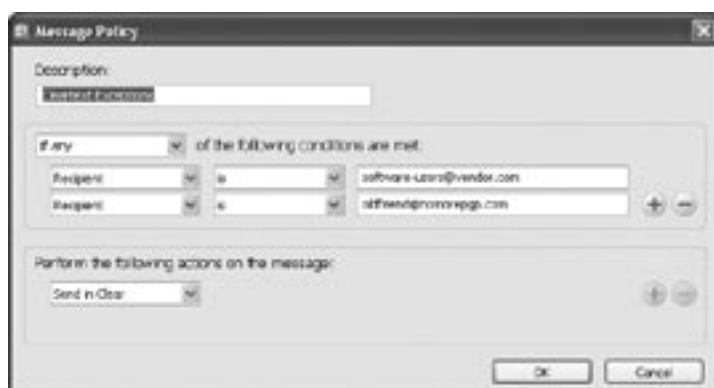 Message Policy
Description:
If any of the following conditions are met:
Recipient is software-users@vendor.com
Recipient is
Perform the following actions on the message:
Send in Clear
OK Cancel